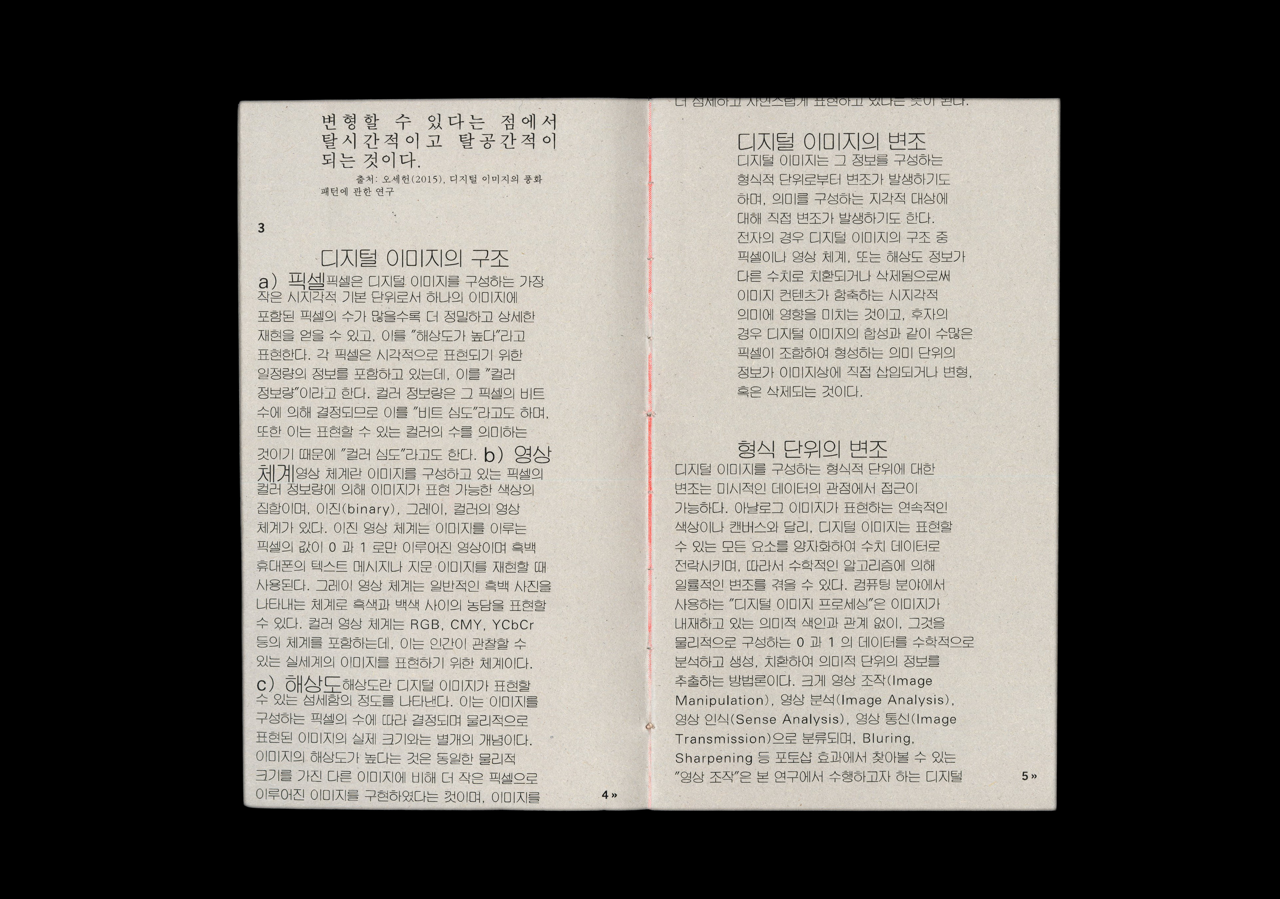 변형할 수 있다는 점에서
탈시간적이고 탈공간적이
되는 것이다.
출처: 오세헌(2015), 디지털 이미지의 풍화
패턴에 관한 연구
3
디지털 이미지의 구조
a) 픽셀픽셀은 디지털 이미지를 구성하는 가장
작은 시지각적 기본 단위로서 하나의 이미지에
포함된 픽셀의 수가 많을수록 더 정밀하고 상세한
재현을 얻을 수 있고, 이를 "해상도가 높다"라고
표현한다. 각 픽셀은 시각적으로 표현되기 위한
일정량의 정보를 포함하고 있는데, 이를 "컬러
정보량"이라고 한다. 컬러 정보량은 그 픽셀의 비트
수에 의해 결정되므로 이를 "비트 심도"라고도 하며,
또한 이는 표현할 수 있는 컬러의 수를 의미하는
것이기 때문에 "컬러 심도"라고도 한다. b) 영상
체계영상 체계란 이미지를 구성하고 있는 픽셀의
컬러 정보량에 의해 이미지가 표현 가능한 색상의
집합이며, 이진(binary), 그레이, 컬러의 영상
체계가 있다. 이진 영상 체계는 이미지를 이루는
픽셀의 값이 0 과 1 로만 이루어진 영상이며 흑백
휴대폰의 텍스트 메시지나 지문 이미지를 재현할 때
사용된다. 그레이 영상 체계는 일반적인 흑백 사진을
나타내는 체계로 흑색과 백색 사이의 농담을 표현할
수 있다. 컬러 영상 체계는 RGB, CMY, YCbCr
등의 체계를 포함하는데, 이는 인간이 관찰할 수
있는 실세계의 이미지를 표현하기 위한 체계이다.
c) 해상도해상도란 디지털 이미지가 표현할
수 있는 섬세함의 정도를 나타낸다. 이는 이미지를
구성하는 픽셀의 수에 따라 결정되며 물리적으로
표현된 이미지의 실제 크기와는 별개의 개념이다.
이미지의 해상도가 높다는 것은 동일한 물리적
크기를 가진 다른 이미지에 비해 더 작은 픽셀으로
이루어진 이미지를 구현하였다는 것이며, 이미지를
4 »
더 섬세하고 자연스럽게 표현하고 있다는 뜻이 된다.
디지털 이미지의 변조
디지털 이미지는 그 정보를 구성하는
형식적 단위로부터 변조가 발생하기도
하며, 의미를 구성하는 지각적 대상에
대해 직접 변조가 발생하기도 한다.
전자의 경우 디지털 이미지의 구조 중
픽셀이나 영상 체계, 또는 해상도 정보가
다른 수치로 치환되거나 삭제됨으로써
이미지 컨텐츠가 함축하는 시지각적
의미에 영향을 미치는 것이고, 후자의
경우 디지털 이미지의 합성과 같이 수많은
픽셀이 조합하여 형성하는 의미 단위의
정보가 이미지상에 직접 삽입되거나 변형,
혹은 삭제되는 것이다.
형식 단위의 변조
디지털 이미지를 구성하는 형식적 단위에 대한
변조는 미시적인 데이터의 관점에서 접근이
가능하다. 아날로그 이미지가 표현하는 연속적인
색상이나 캔버스와 달리, 디지털 이미지는 표현할
수 있는 모든 요소를 양자화하여 수치 데이터로
전락시키며, 따라서 수학적인 알고리즘에 의해
일률적인 변조를 겪을 수 있다. 컴퓨팅 분야에서
사용하는 "디지털 이미지 프로세싱"은 이미지가
내재하고 있는 의미적 색인과 관계 없이, 그것을
물리적으로 구성하는 0 과 1 의 데이터를 수학적으로
분석하고 생성, 치환하여 의미적 단위의 정보를
추출하는 방법론이다. 크게 영상 조작(Image
Manipulation), 영상 분석(Image Analysis),
영상 인식(Sense Analysis), 영상 통신(Image
Transmission)으로 분류되며, Bluring,
Sharpening 등 포토샵 효과에서 찾아볼 수 있는
"영상 조작"은 본 연구에서 수행하고자 하는 디지털
5 »